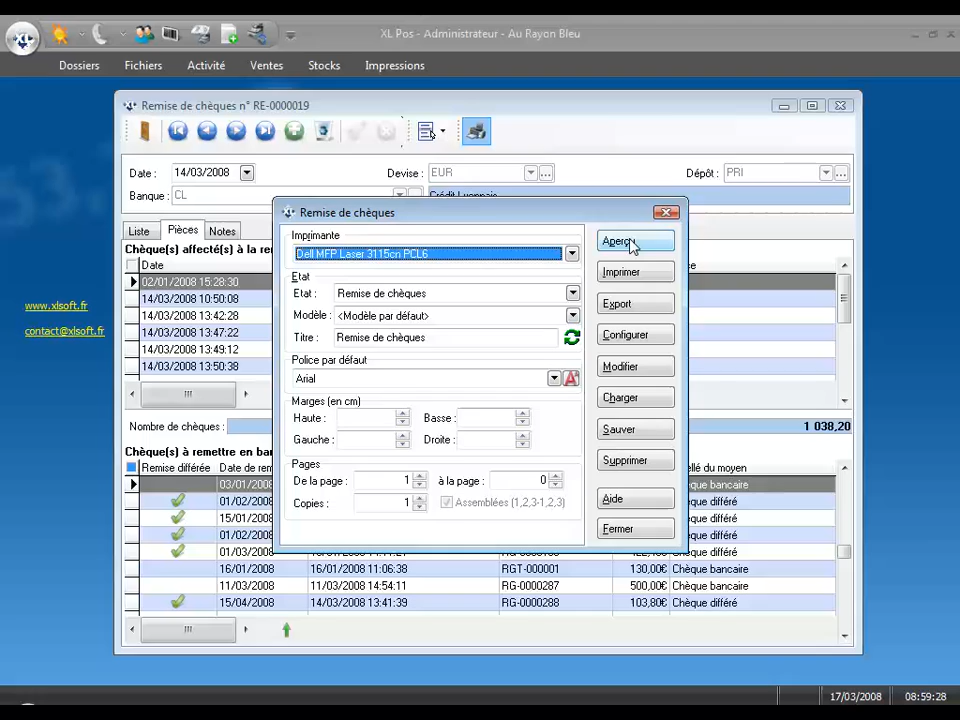 XL Pos - Administrateur - Au Rayon Bleu
Dossiers Fichiers Activité Ventes Stocks Impressions
Remise de chèques n° RE-0000019
Date : 14/03/2008 Devise : EUR Dépôt : PRI
Banque : CL Crédit Lyonnais
Liste Pièces Notes
Chèque(s) affecté(s) à la
Date
02/01/2008 15:28:30
14/03/2008 10:50:08
14/03/2008 13:42:28
14/03/2008 13:47:22
14/03/2008 13:49:12
14/03/2008 13:50:38
www.xlsoft.fr
contact@xlsoft.fr
Nombre de chèques : 1 038,20
Chèque(s) à remettre en
Remise différée Date de du moyen
03/01/2008 Chèque bancaire
01/02/2008 Chèque différé
15/01/2008 Chèque différé
01/02/2008 Chèque différé
01/03/2008 Chèque différé
16/01/2008 16/01/2008 11:06:38 RGT-000001 130,00€ Chèque bancaire
11/03/2008 11/03/2008 14:54:11 RG-0000287 500,00€ Chèque bancaire
15/04/2008 14/03/2008 13:41:39 RG-0000288 103,80€ Chèque différé
Remise de chèques
Imprimante
Dell MFP Laser 3115cn PCL6
Etat
Etat : Remise de chèques
Modèle : <Modèle par défaut>
Titre : Remise de chèques
Police par défaut
Arial
Marges (en cm)
Haute : Basse :
Gauche : Droite :
Pages
De la page : 1 à la page : 0
Copies : 1 Assemblées (1,2,3-1,2,3)
Aperçu
Imprimer
Export
Configurer
Modifier
Charger
Sauver
Supprimer
Aide
Fermer
17/03/2008 08:59:28